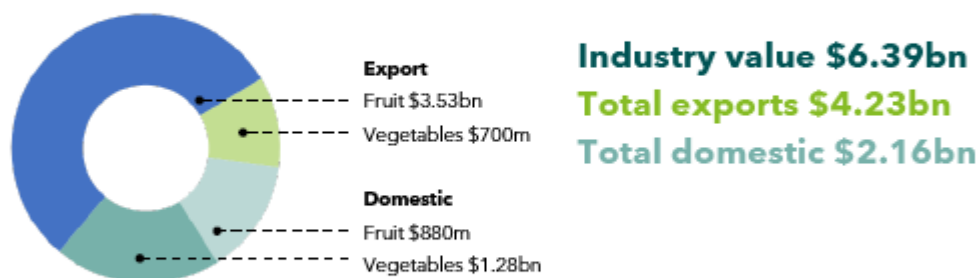 Export
Fruit $3.53bn
Vegetables $700m
Domestic
Fruit $880m
Vegetables $1.28bn
Industry value $6.39bn
Total exports $4.23bn
Total domestic $2.16bn